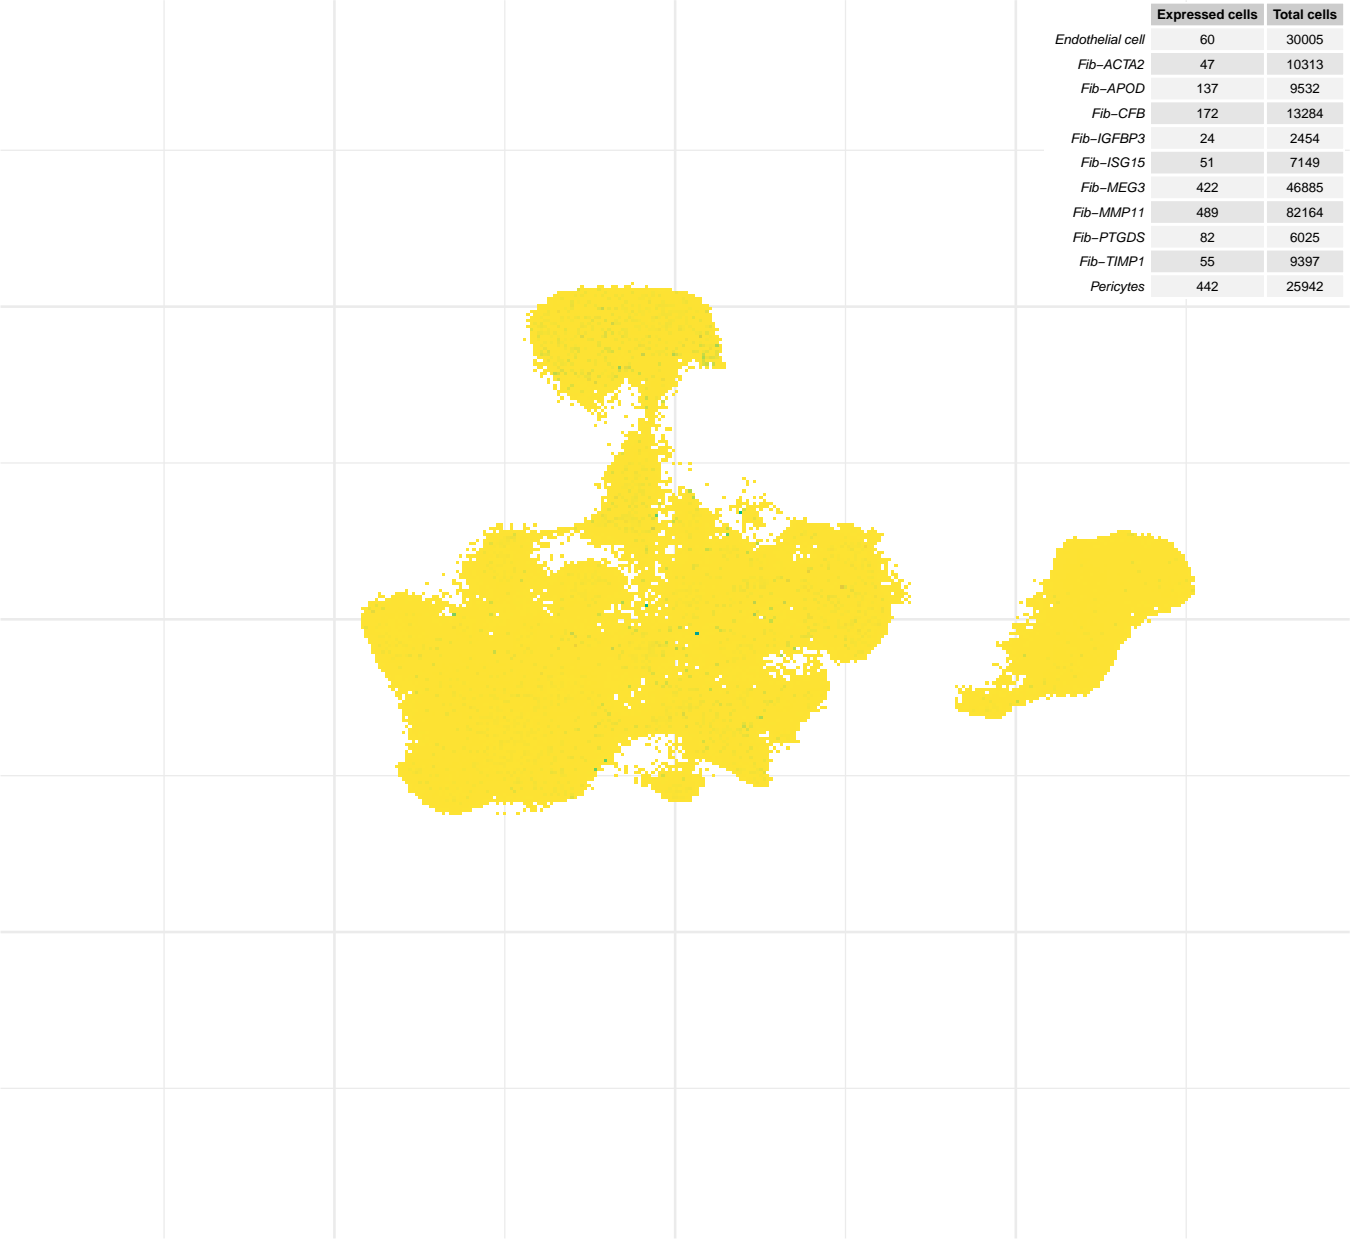 Expressed cells Total cells
Endothelial cell 60 30005
Fib−ACTA2 47 10313
Fib−APOD 137 9532
Fib−CFB 172 13284
Fib−IGFBP3 24 2454
Fib−ISG15 51 7149
Fib−MEG3 422 46885
Fib−MMP11 489 82164
Fib−PTGDS 82 6025
Fib−TIMP1 55 9397
Pericytes 442 25942